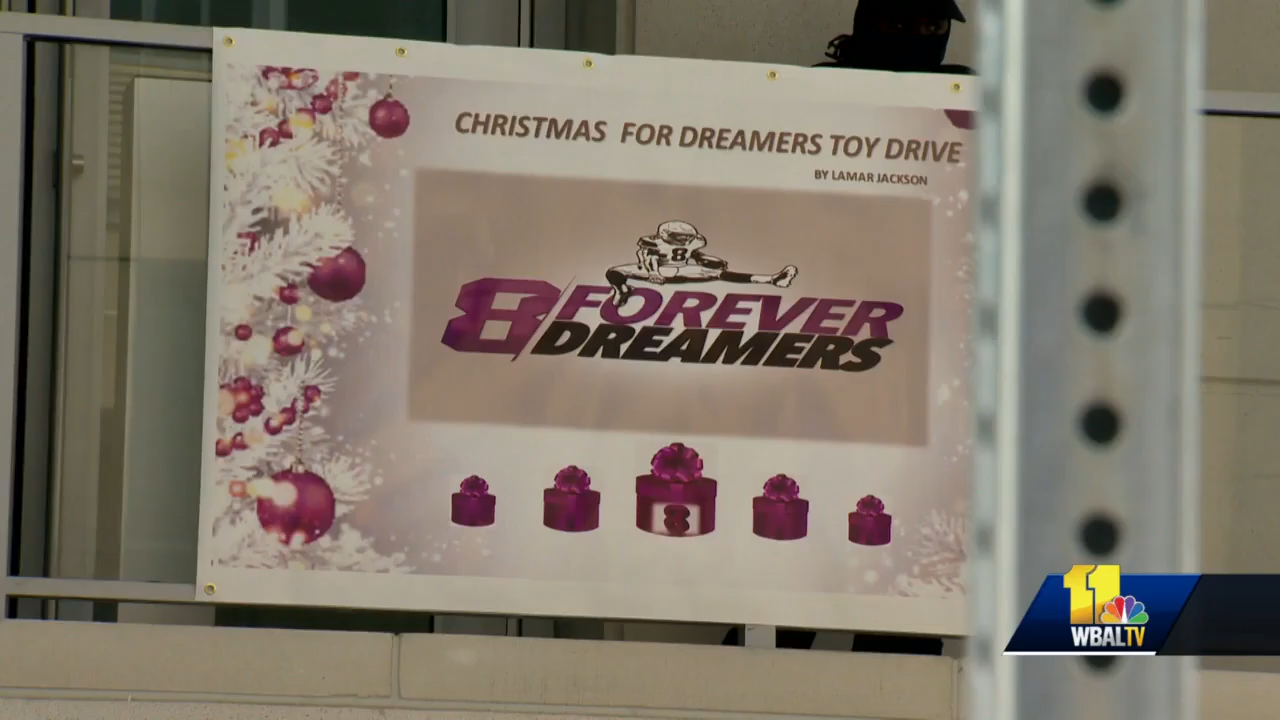 CHRISTMAS FOR DREAMERS TOY DRIVE
BY LAMAR JACKSON
8
8 FOREVER
DREAMERS
8
11
WBALTV